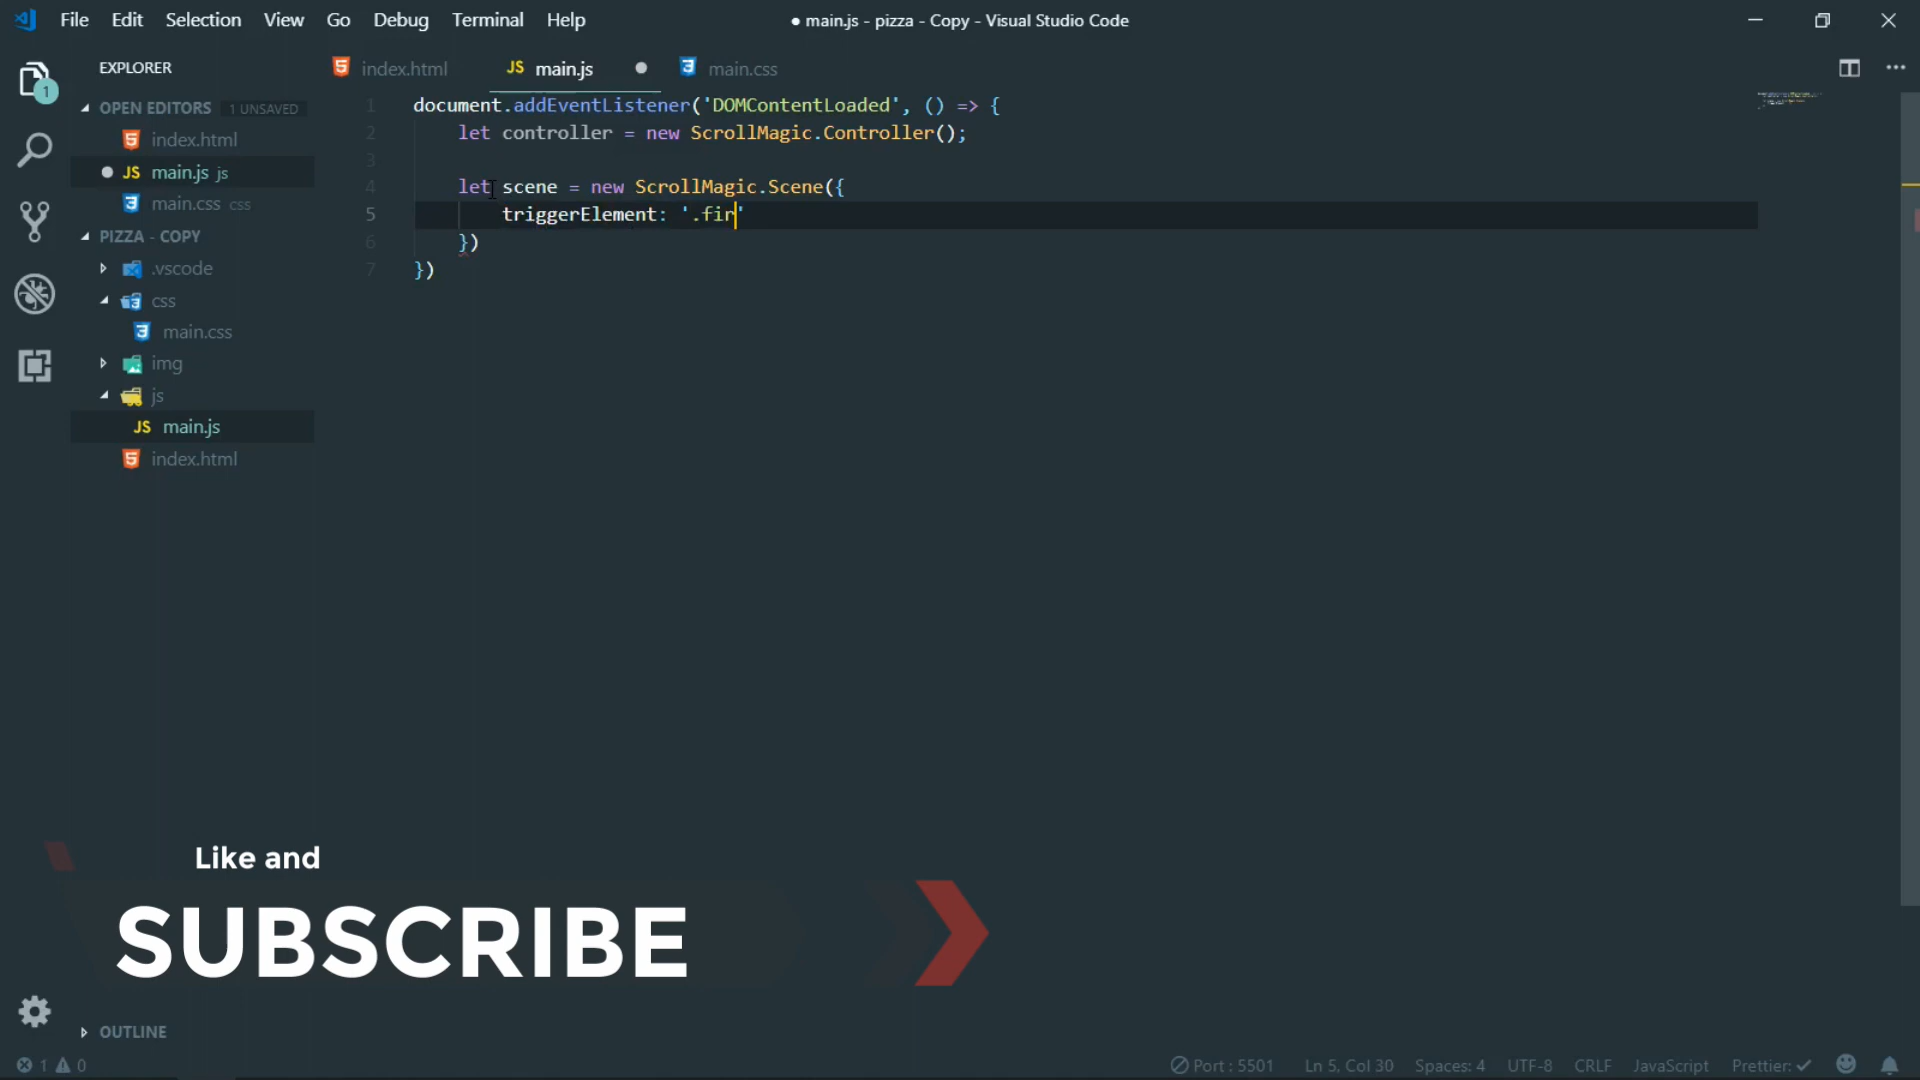 File Edit Selection View Go Debug Terminal Help
● main.js - pizza - Copy - Visual Studio Code
EXPLORER
index.html
JS main.js
main.css
OPEN EDITORS 1 UNSAVED
index.html
JS main.js js
main.css css
PIZZA - COPY
.vscode
css
main.css
img
js
JS main.js
index.html
1 document.addEventListener('DOMContentLoaded', () => {
2 let controller = new ScrollMagic.Controller();
3
4 let scene = new ScrollMagic.Scene({
5 triggerElement: '.fir'
6 })
7 })
Like and
SUBSCRIBE
OUTLINE
1 0
Port : 5501 Ln 5, Col 30 Spaces: 4 UTF-8 CRLF JavaScript Prettier: ✓